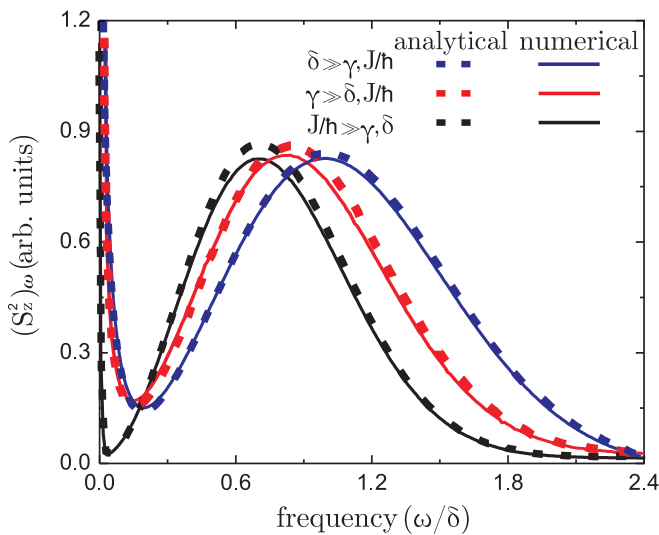 1.2
0.9
0.6
0.3
0.0
(S²z)ω (arb. units)
analytical numerical
δ≫γ,J/ħ
γ≫δ,J/ħ
J/ħ≫γ,δ
0.0 0.6 1.2 1.8 2.4
frequency (ω/δ)